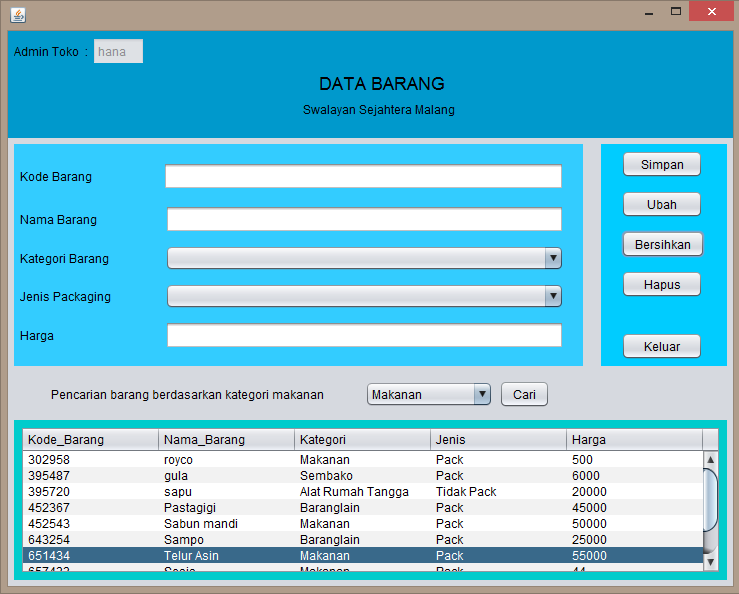 Admin Toko : hana
DATA BARANG
Swalayan Sejahtera Malang
Kode Barang
Nama Barang
Kategori Barang
Jenis Packaging
Harga
Simpan
Ubah
Bersihkan
Hapus
Keluar
Pencarian barang berdasarkan kategori makanan Makanan Cari
Kode_Barang Nama_Barang Kategori Jenis Harga
302958 royco Makanan Pack 500
395487 gula Sembako Pack 6000
395720 sapu Alat Rumah Tangga Tidak Pack 20000
452367 Pastagigi Baranglain Pack 45000
452543 Sabun mandi Makanan Pack 50000
643254 Sampo Baranglain Pack 25000
651434 Telur Asin Makanan Pack 55000
Makanan Pack 44